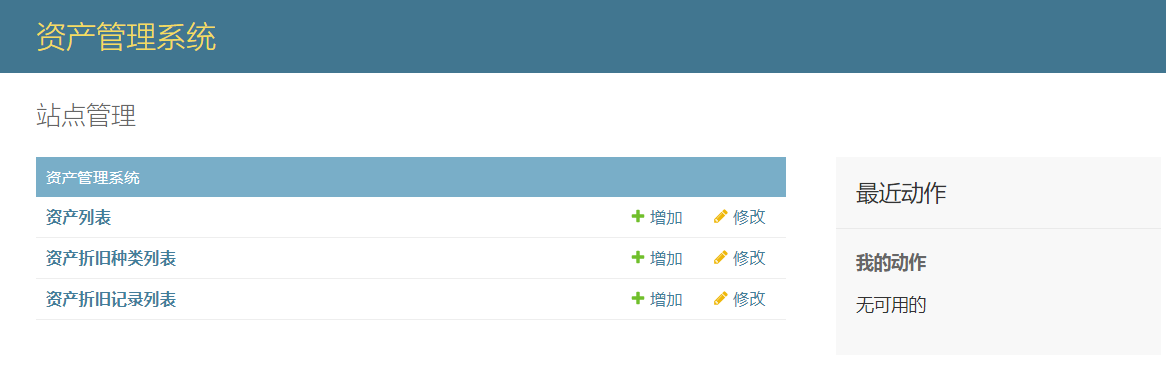 资产管理系统
站点管理
资产管理系统
资产列表 增加 修改
资产折旧种类列表 增加 修改
资产折旧记录列表 增加 修改
最近动作
我的动作
无可用的